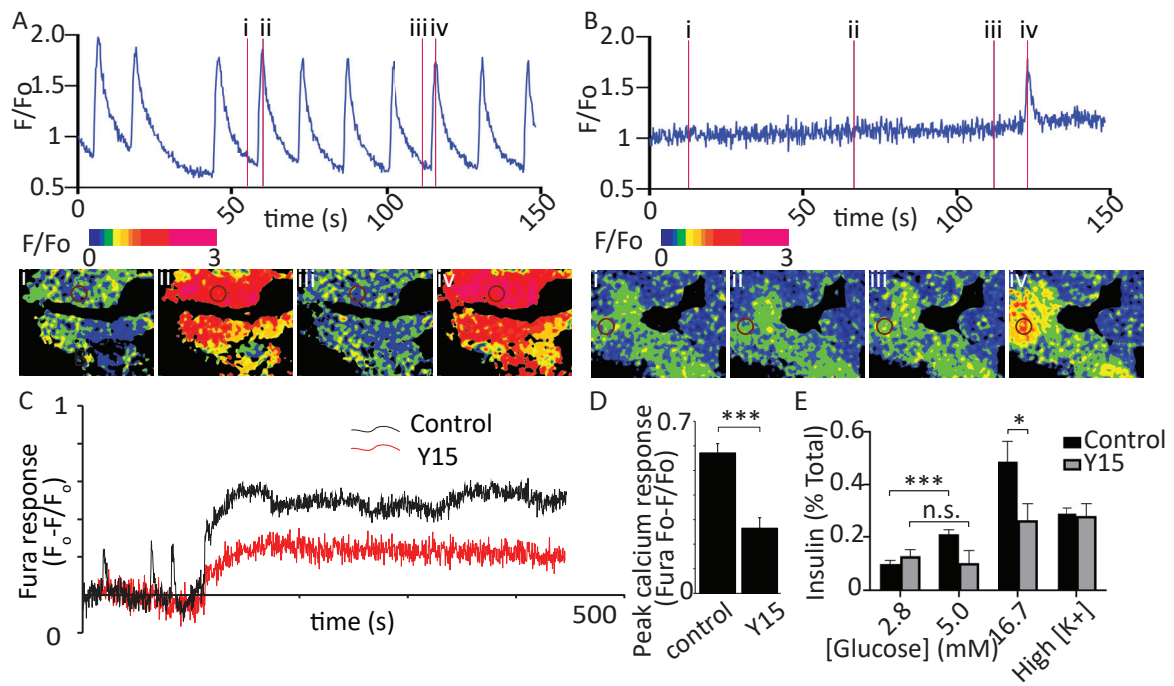 A
i ii iii iv
2.0
1.5
1
0.5
F/Fo
0 50 100 150
time (s)
F/Fo
0 3
i ii iii iv
B
i ii iii iv
2.0
1.5
1
0.5
F/Fo
0 50 100 150
time (s)
F/Fo
0 3
i ii iii iv
C
1
0
Fura response
(Fo-F/Fo)
Control
Y15
time (s)
500
D
0.7
0
Peak calcium response
(Fura Fo-F/Fo)
***
control Y15
E
0.6
0.4
0.2
0
Insulin (% Total)
Control
Y15
***
n.s.
*
2.8 5.0 16.7 High [K+]
[Glucose] (mM)